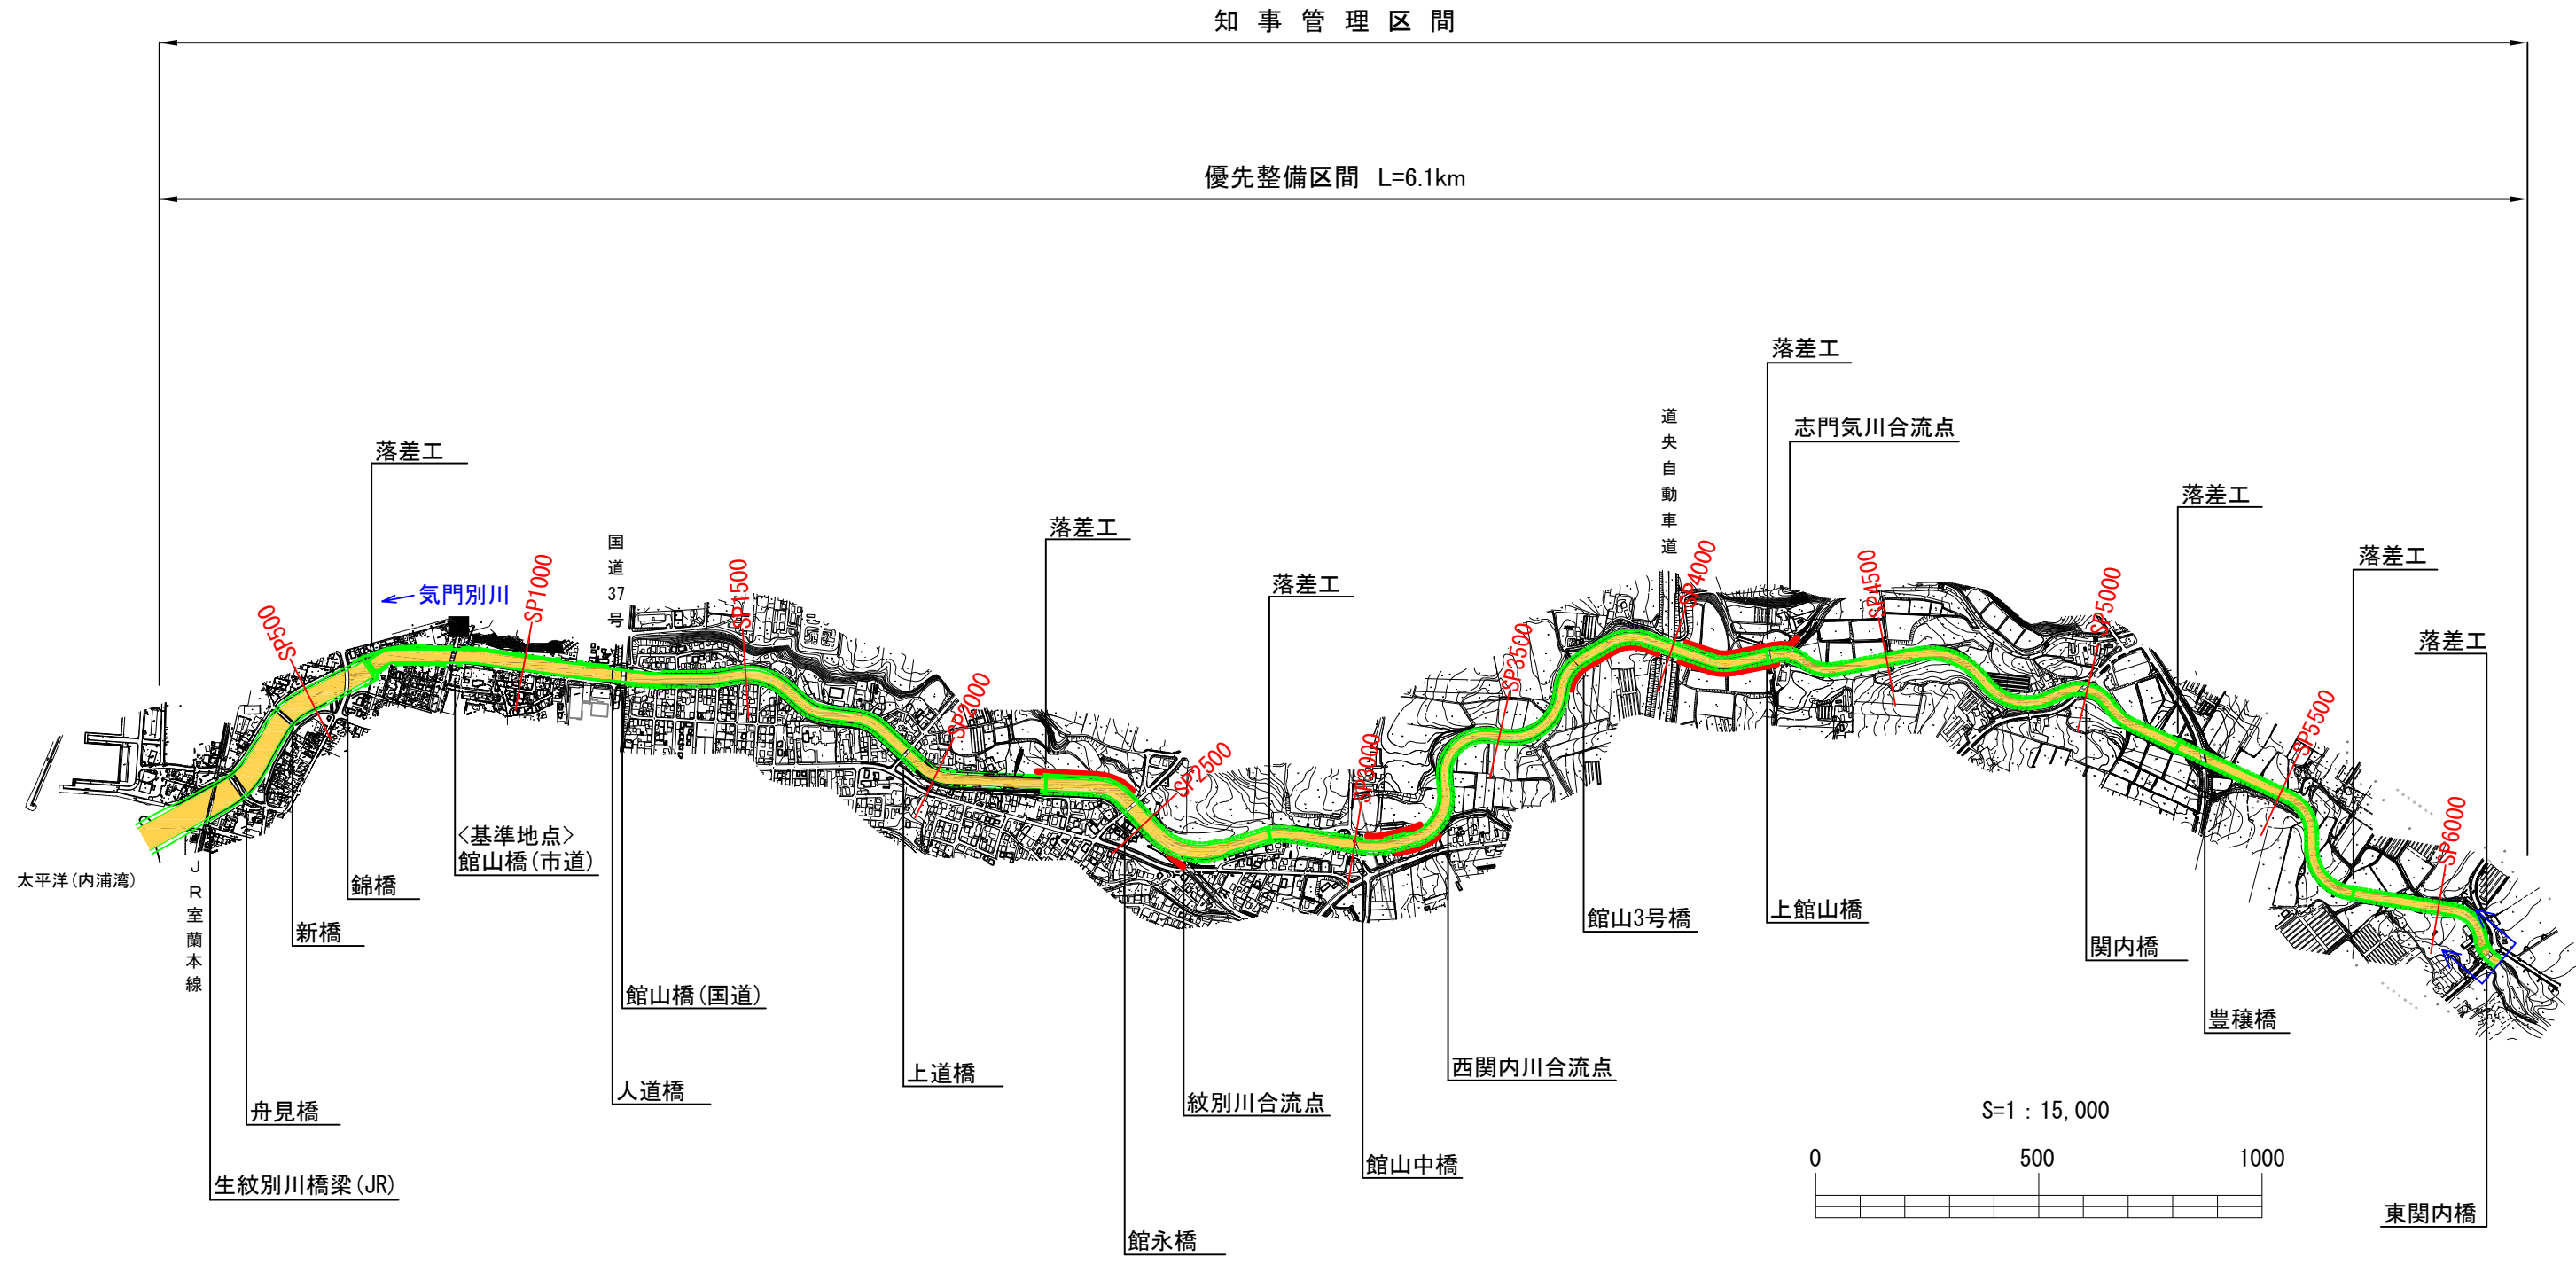 知事管理区間
優先整備区間 L=6.1km
落差工
志門気川合流点
道央自動車道
落差工
落差工
落差工
国道37号
落差工
落差工
落差工
気門別川
SP500
SP1000
SP1500
SP2000
SP2500
SP3000
SP3500
SP4000
SP4500
SP5000
SP5500
SP6000
太平洋(内浦湾)
JR室蘭本線
<基準地点>
館山橋(市道)
錦橋
新橋
館山橋(国道)
人道橋
舟見橋
生紋別川橋梁(JR)
上道橋
紋別川合流点
館永橋
館山中橋
西関内川合流点
館山3号橋
上館山橋
関内橋
豊穣橋
東関内橋
S=1:15,000
0 500 1000